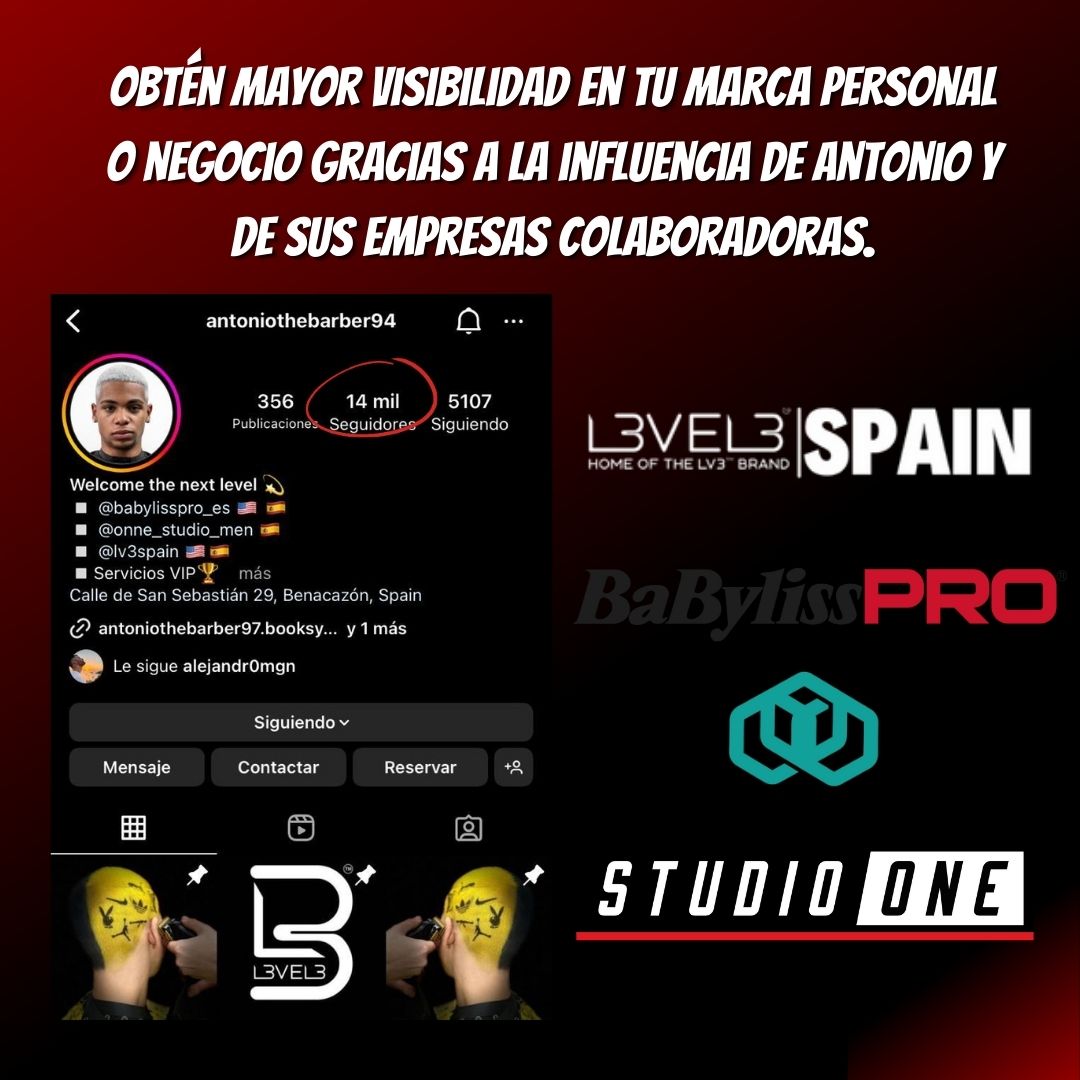 OBTÉN MAYOR VISIBILIDAD EN TU MARCA PERSONAL
O NEGOCIO GRACIAS A LA INFLUENCIA DE ANTONIO Y
DE SUS EMPRESAS COLABORADORAS.
antoniothebarber94
356 14 mil 5107
Publicaciones Seguidores Siguiendo
Welcome the next level
@babylisspro_es
@onne_studio_men
@lv3spain
Servicios VIP más
Calle de San Sebastián 29, Benacazón, Spain
antoniothebarber97.booksy... y 1 más
Le sigue alejandr0mgn
Siguiendo
Mensaje Contactar Reservar
L3VEL3 ™
L3VEL3 SPAIN
HOME OF THE LV3™ BRAND
BaBylissPRO®
STUDIO ONE